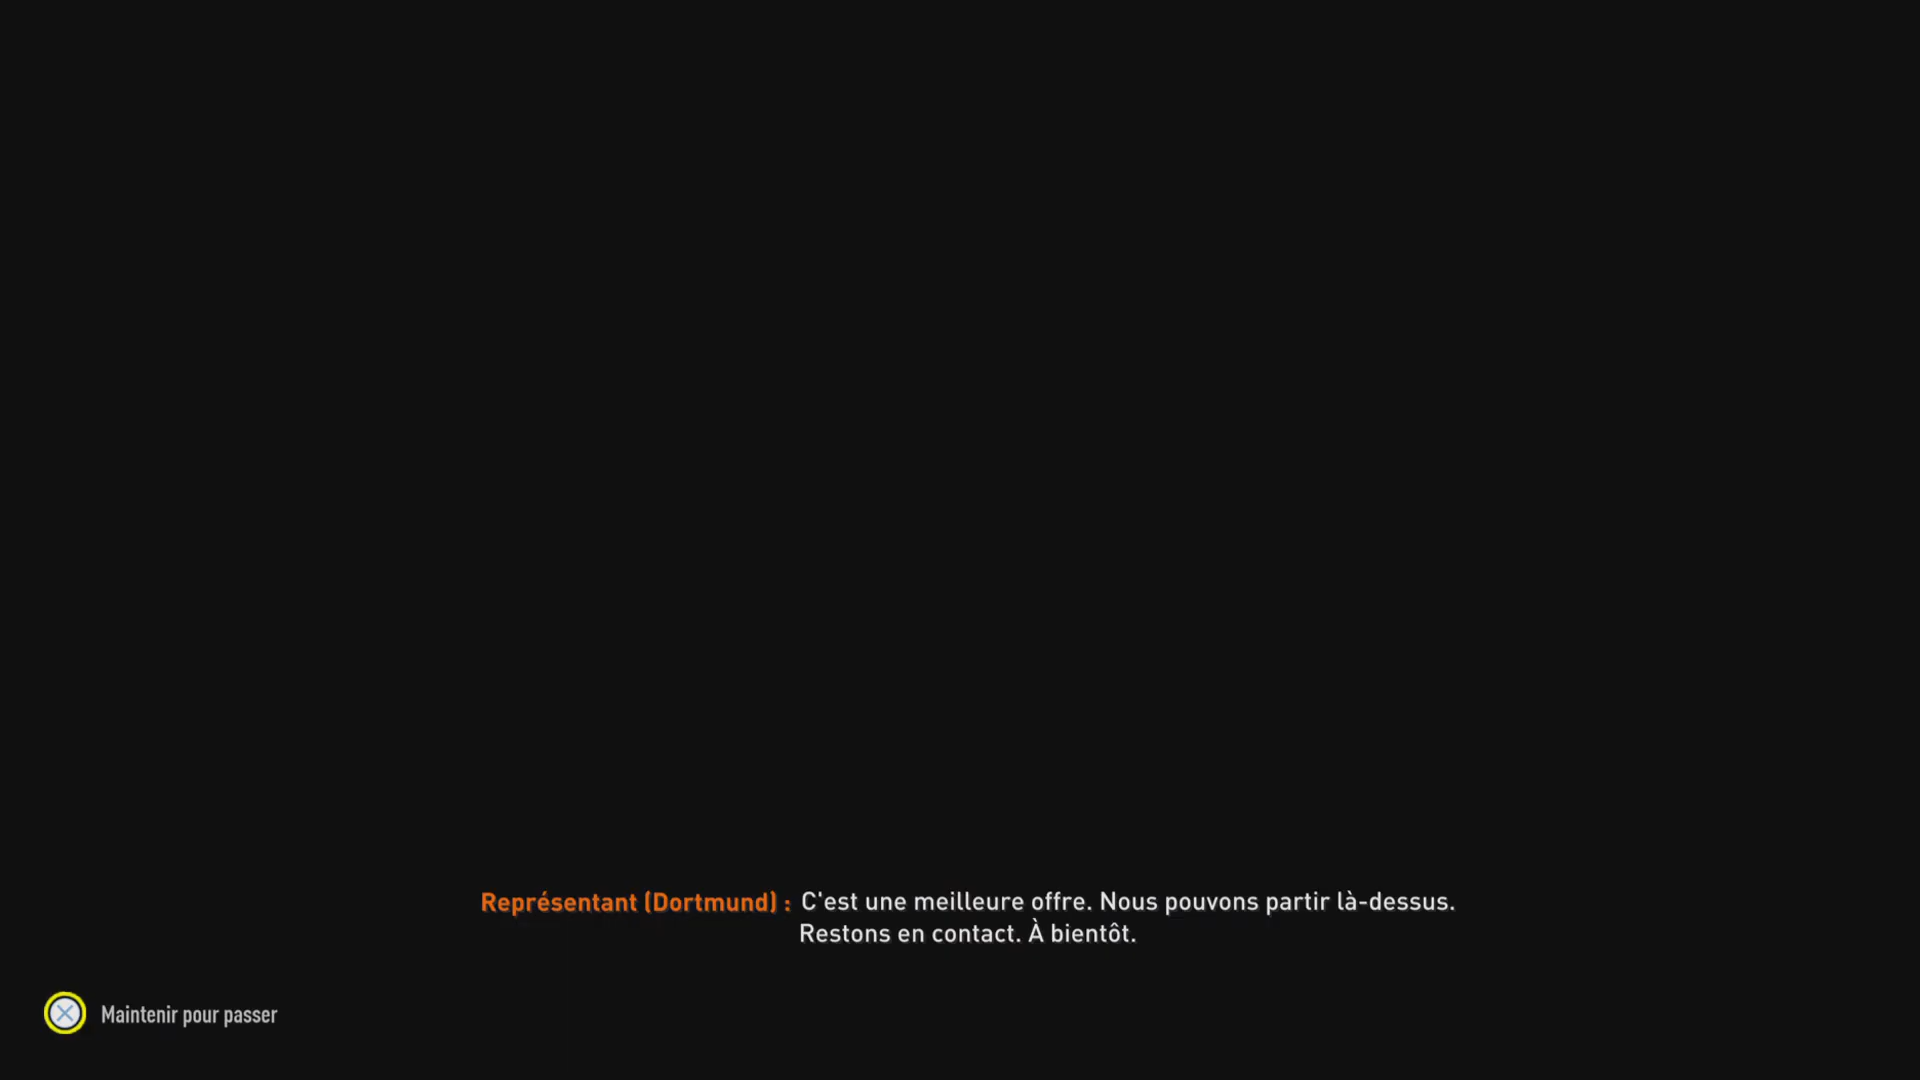 Représentant (Dortmund) : C'est une meilleure offre. Nous pouvons partir là-dessus.
Restons en contact. À bientôt.
Maintenir pour passer